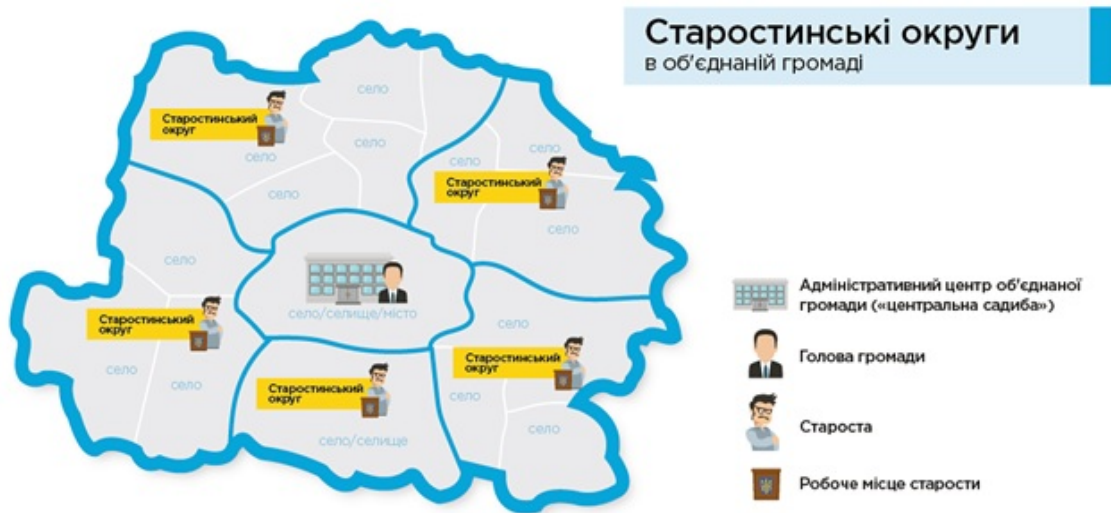 Старостинські округи
в об'єднаній громаді
село
Старостинський
округ
село
село
село
село
село
Старостинський
округ
село
село
село/селище/місто
Старостинський
округ
село
село
Старостинський
округ
село/селище
село
Старостинський
округ
село
село
Адміністративний центр об'єднаної
громади («центральна садиба»)
Голова громади
Староста
Робоче місце старости